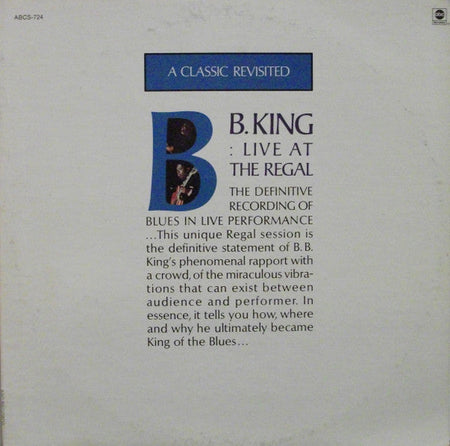 ABCS-724
abc
A CLASSIC REVISITED
B B. KING
: LIVE AT
THE REGAL
THE DEFINITIVE
RECORDING OF
BLUES IN LIVE PERFORMANCE
...This unique Regal session is
the definitive statement of B. B.
King's phenomenal rapport with
a crowd, of the miraculous vibra-
tions that can exist between
audience and performer. In
essence, it tells you how, where
and why he ultimately became
King of the Blues...